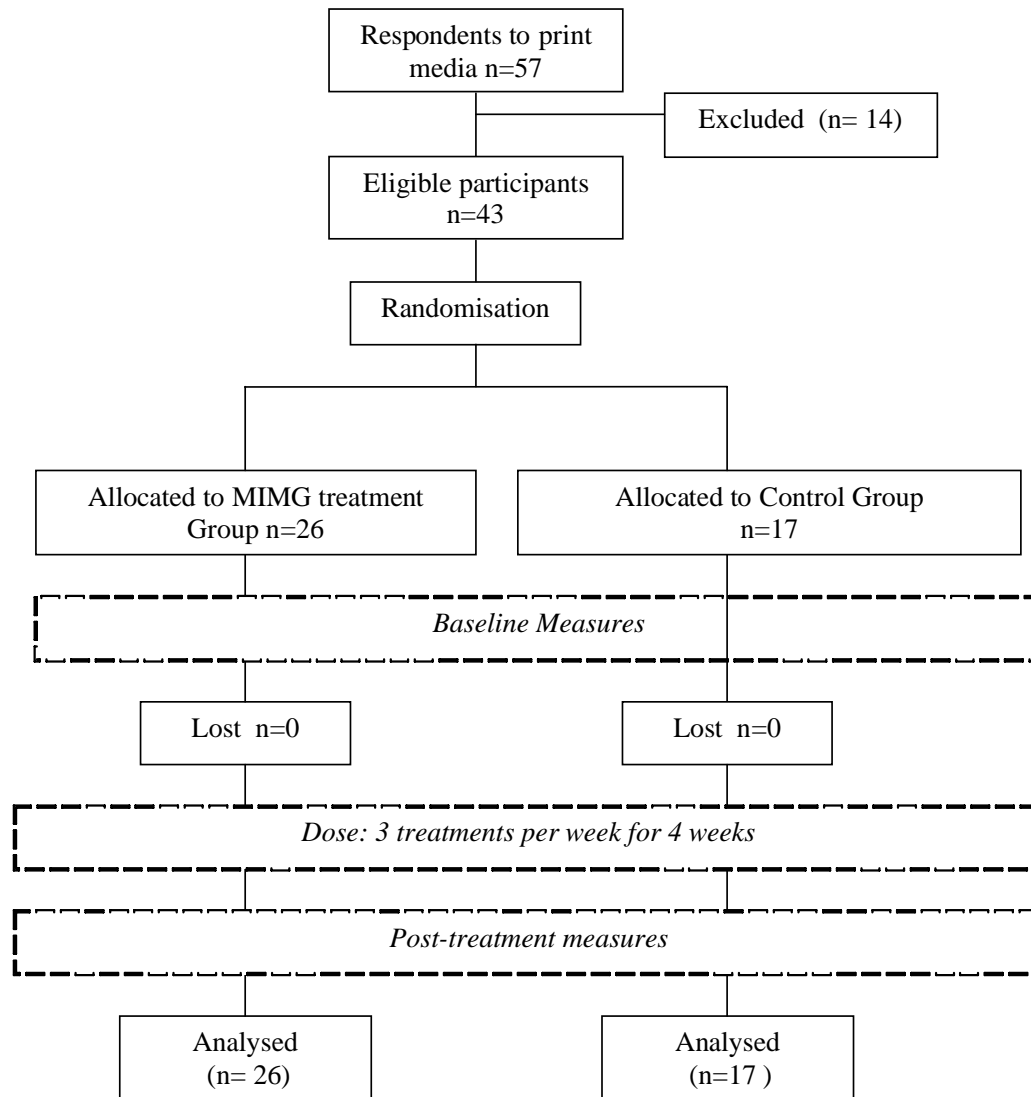 Respondents to print
media n=57
Excluded (n= 14)
Eligible participants
n=43
Randomisation
Allocated to MIMG treatment
Group n=26
Allocated to Control Group
n=17
Baseline Measures
Lost n=0
Lost n=0
Dose: 3 treatments per week for 4 weeks
Post-treatment measures
Analysed
(n= 26)
Analysed
(n=17 )